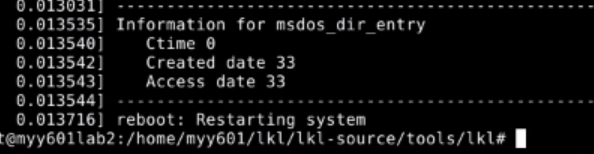 0.013031] ----------------------------------------------------
0.013535] Information for msdos_dir_entry
0.013540]    Ctime 0
0.013542]    Created date 33
0.013543]    Access date 33
0.013544] ----------------------------------------------------
0.013716] reboot: Restarting system
t@myy601lab2:/home/myy601/lkl/lkl-source/tools/lkl#